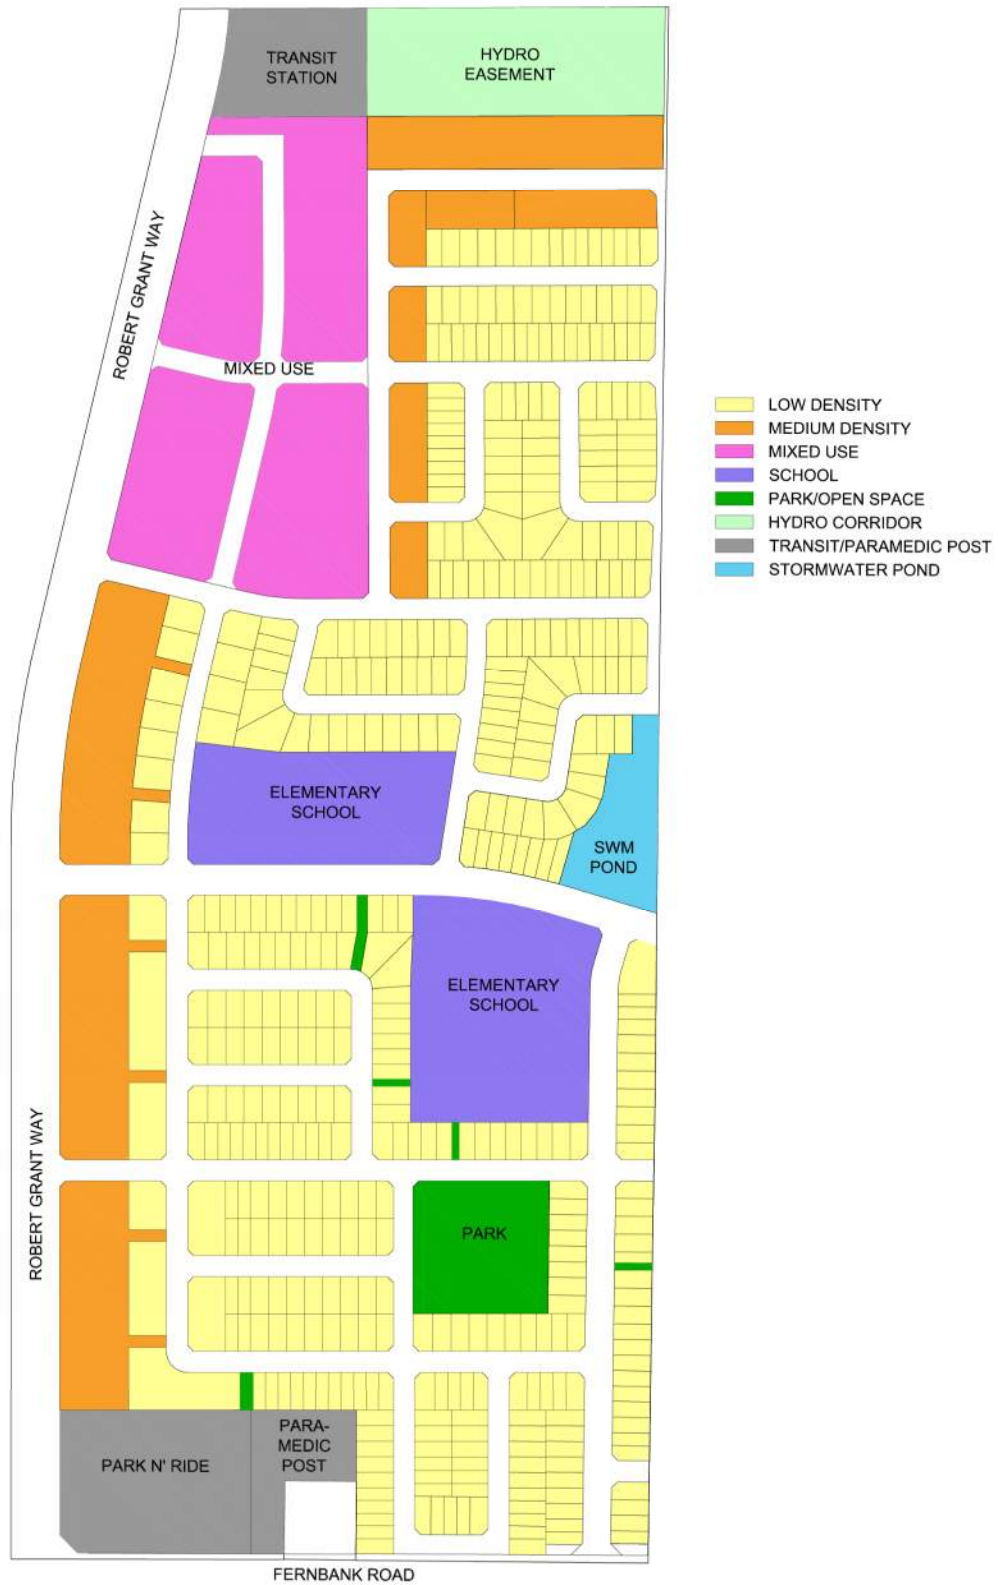 TRANSIT
STATION
HYDRO
EASEMENT
ROBERT GRANT WAY
MIXED USE
LOW DENSITY
MEDIUM DENSITY
MIXED USE
SCHOOL
PARK/OPEN SPACE
HYDRO CORRIDOR
TRANSIT/PARAMEDIC POST
STORMWATER POND
ELEMENTARY
SCHOOL
SWM
POND
ELEMENTARY
SCHOOL
ROBERT GRANT WAY
PARK
PARK N' RIDE
PARA-
MEDIC
POST
FERNBANK ROAD